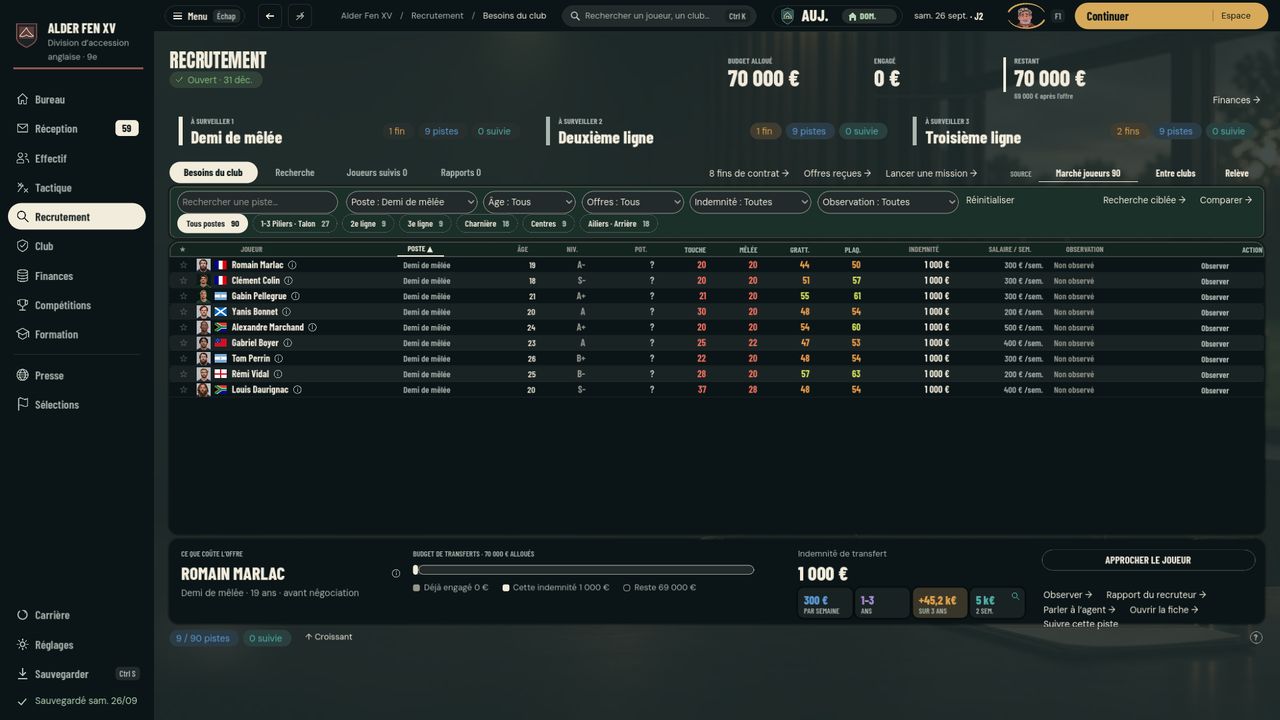 ALDER FEN XV
Division d'accession
anglaise · 9e
Bureau
Réception 59
Effectif
Tactique
Recrutement
Club
Finances
Compétitions
Formation
Presse
Sélections
Carrière
Réglages
Sauvegarder Ctrl S
Sauvegardé sam. 26/09
Menu Échap
Alder Fen XV / Recrutement / Besoins du club
Rechercher un joueur, un club... Ctrl K
AUJ. DOM.
sam. 26 sept. · J2
F1
Continuer Espace
RECRUTEMENT
Ouvert · 31 déc.
BUDGET ALLOUÉ
70 000 €
ENGAGÉ
0 €
RESTANT
70 000 €
69 000 € après l'offre
Finances →
À SURVEILLER 1
Demi de mêlée
1 fin 9 pistes 0 suivie
À SURVEILLER 2
Deuxième ligne
1 fin 9 pistes 0 suivie
À SURVEILLER 3
Troisième ligne
2 fins 9 pistes 0 suivie
Besoins du club Recherche Joueurs suivis 0 Rapports 0
8 fins de contrat → Offres reçues → Lancer une mission →
SOURCE Marché joueurs 90 Entre clubs Relève
Rechercher une piste...
Poste : Demi de mêlée Âge : Tous Offres : Tous Indemnité : Toutes Observation : Toutes Réinitialiser
Recherche ciblée → Comparer →
Tous postes 90 1-3 Piliers · Talon 27 2e ligne 9 3e ligne 9 Charnière 18 Centres 9 Ailiers · Arrière 18
★ JOUEUR POSTE ▲ ÂGE NIV. POT. TOUCHE MÊLÉE GRATT. PLAQ. INDEMNITÉ SALAIRE / SEM. OBSERVATION ACTION
Romain Marlac Demi de mêlée 19 A- ? 20 20 44 50 1 000 € 300 € /sem. Non observé Observer
Clément Colin Demi de mêlée 18 S- ? 20 20 51 57 1 000 € 300 € /sem. Non observé Observer
Gabin Pellegrue Demi de mêlée 21 A+ ? 21 20 55 61 1 000 € 300 € /sem. Non observé Observer
Yanis Bonnet Demi de mêlée 20 A ? 30 20 48 54 1 000 € 200 € /sem. Non observé Observer
Alexandre Marchand Demi de mêlée 24 A+ ? 20 20 54 60 1 000 € 500 € /sem. Non observé Observer
Gabriel Boyer Demi de mêlée 23 A ? 25 22 47 53 1 000 € 400 € /sem. Non observé Observer
Tom Perrin Demi de mêlée 26 B+ ? 22 20 48 54 1 000 € 300 € /sem. Non observé Observer
Rémi Vidal Demi de mêlée 25 B- ? 28 20 57 63 1 000 € 200 € /sem. Non observé Observer
Louis Daurignac Demi de mêlée 20 S- ? 37 28 48 54 1 000 € 400 € /sem. Non observé Observer
CE QUE COÛTE L'OFFRE
ROMAIN MARLAC
Demi de mêlée · 19 ans · avant négociation
BUDGET DE TRANSFERTS · 70 000 € ALLOUÉS
Déjà engagé 0 € Cette indemnité 1 000 € Reste 69 000 €
Indemnité de transfert
1 000 €
300 €
PAR SEMAINE
1-3
ANS
+45,2 k€
SUR 3 ANS
5 k€
2 SEM.
APPROCHER LE JOUEUR
Observer → Rapport du recruteur →
Parler à l'agent → Ouvrir la fiche →
Suivre cette piste
9 / 90 pistes 0 suivie ↑ Croissant
?